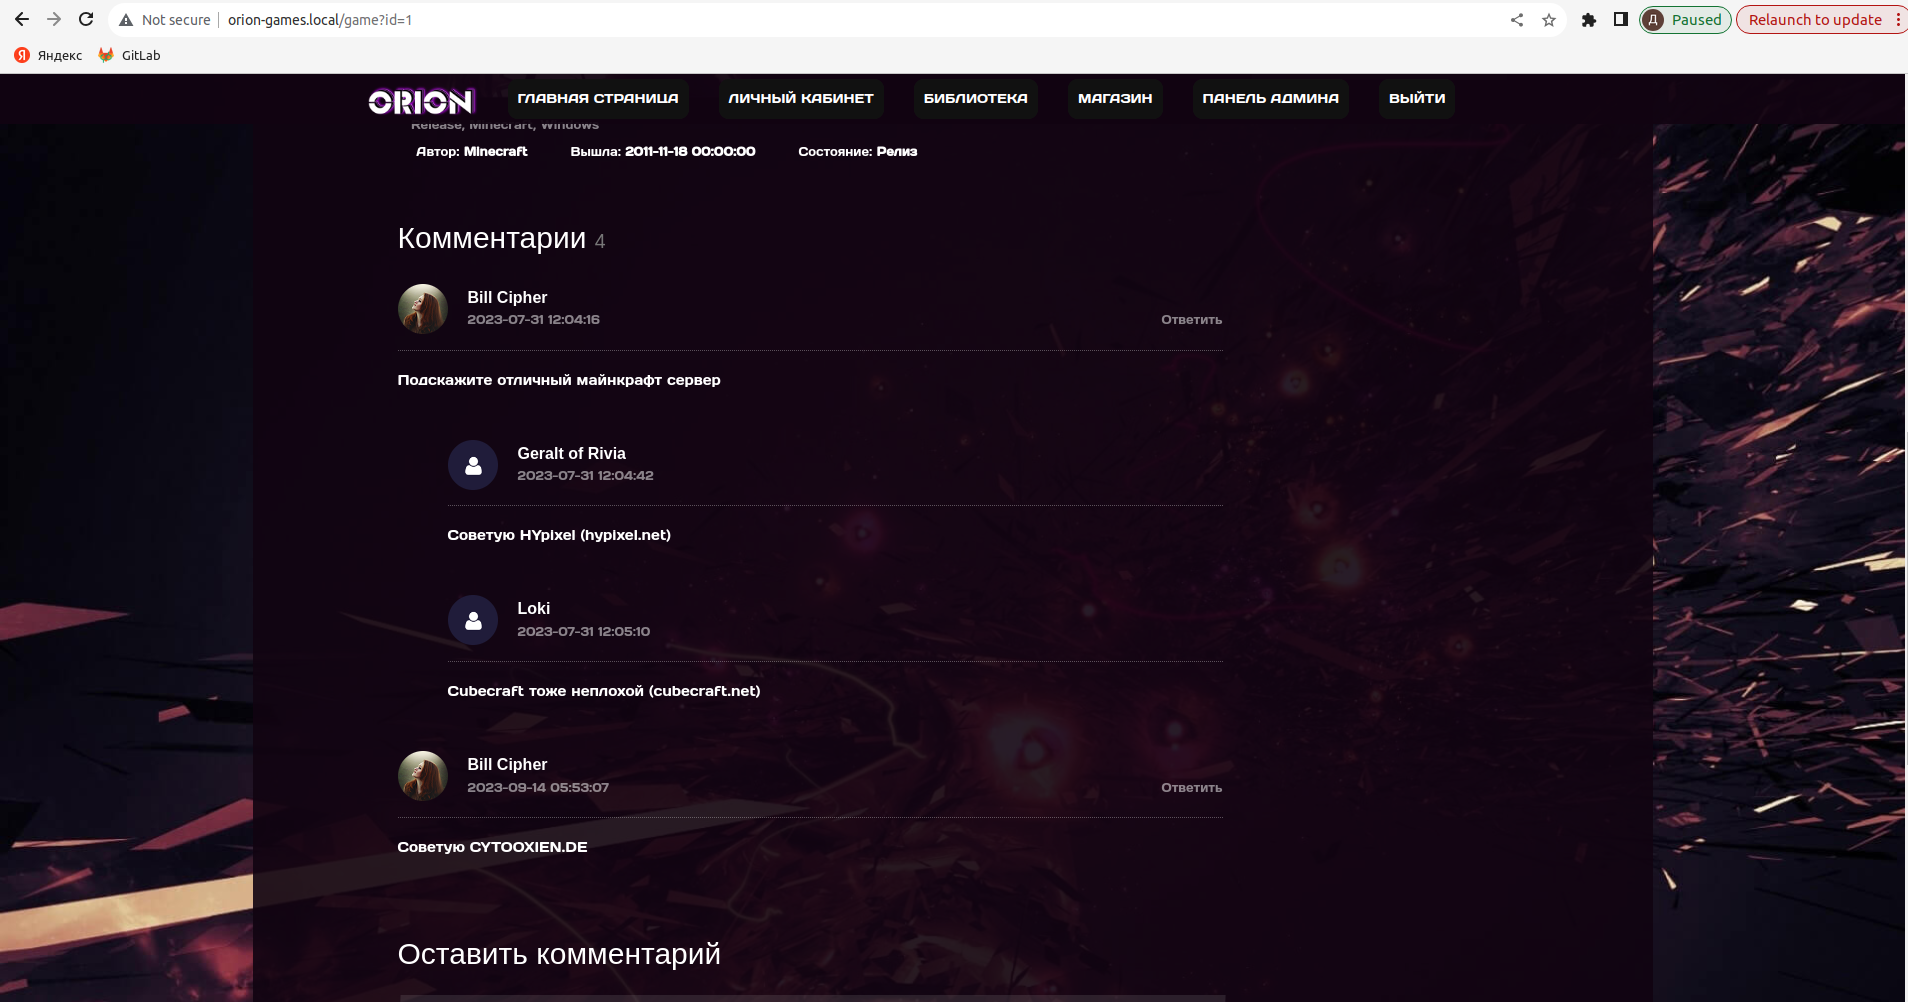 Not secure orion-games.local/game?id=1 Д Paused Relaunch to update
Я Яндекс GitLab
ORION ГЛАВНАЯ СТРАНИЦА ЛИЧНЫЙ КАБИНЕТ БИБЛИОТЕКА МАГАЗИН ПАНЕЛЬ АДМИНА ВЫЙТИ
Release, Minecraft, Windows
Автор: Minecraft Вышла: 2011-11-18 00:00:00 Состояние: Релиз
Комментарии 4
Bill Cipher
2023-07-31 12:04:16 Ответить
Подскажите отличный майнкрафт сервер
Geralt of Rivia
2023-07-31 12:04:42
Советую HYpixel (hypixel.net)
Loki
2023-07-31 12:05:10
Cubecraft тоже неплохой (cubecraft.net)
Bill Cipher
2023-09-14 05:53:07 Ответить
Советую CYTOOXIEN.DE
Оставить комментарий